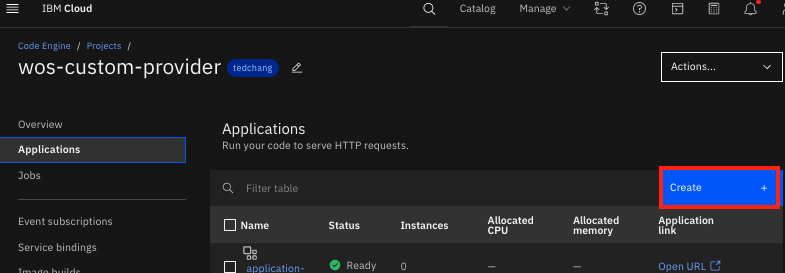 IBM Cloud
Catalog
Manage
Code Engine / Projects /
wos-custom-provider
tedchang
Actions...
Overview
Applications
Jobs
Event subscriptions
Service bindings
Image builds
Applications
Run your code to serve HTTP requests.
Filter table
Create +
Name
Status
Instances
Allocated CPU
Allocated memory
Application link
application-
Ready
0
—
—
Open URL